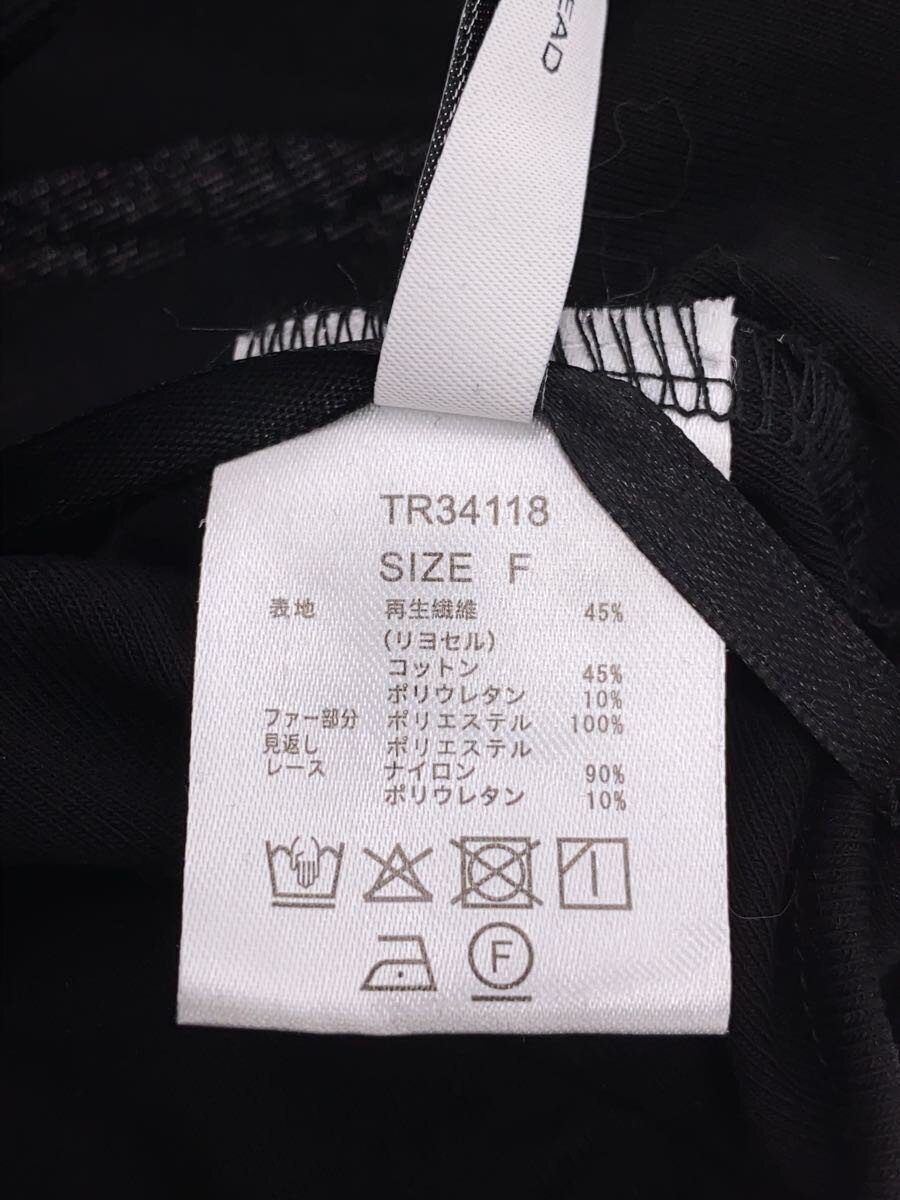 EAD
TR34118
SIZE F
表地 再生繊維 45%
(リヨセル)
コットン 45%
ポリウレタン 10%
ファー部分 ポリエステル 100%
見返し ポリエステル
レース ナイロン 90%
ポリウレタン 10%
F